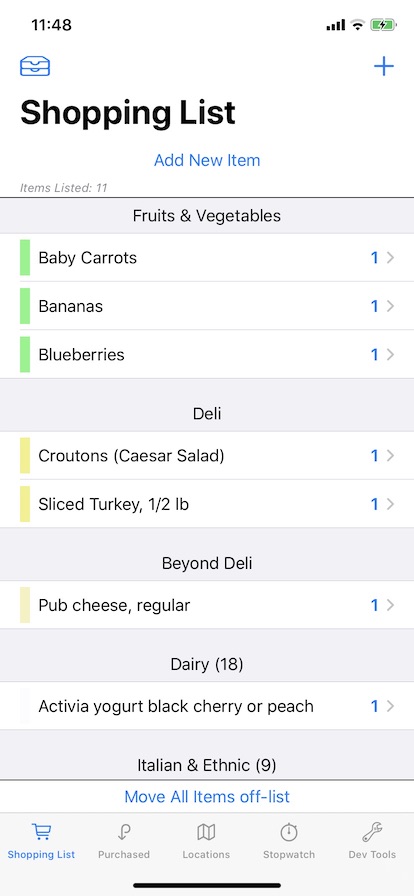 11:48
Shopping List
Add New Item
Items Listed: 11
Fruits & Vegetables
Baby Carrots 1
Bananas 1
Blueberries 1
Deli
Croutons (Caesar Salad) 1
Sliced Turkey, 1/2 lb 1
Beyond Deli
Pub cheese, regular 1
Dairy (18)
Activia yogurt black cherry or peach 1
Italian & Ethnic (9)
Move All Items off-list
Shopping List Purchased Locations Stopwatch Dev Tools